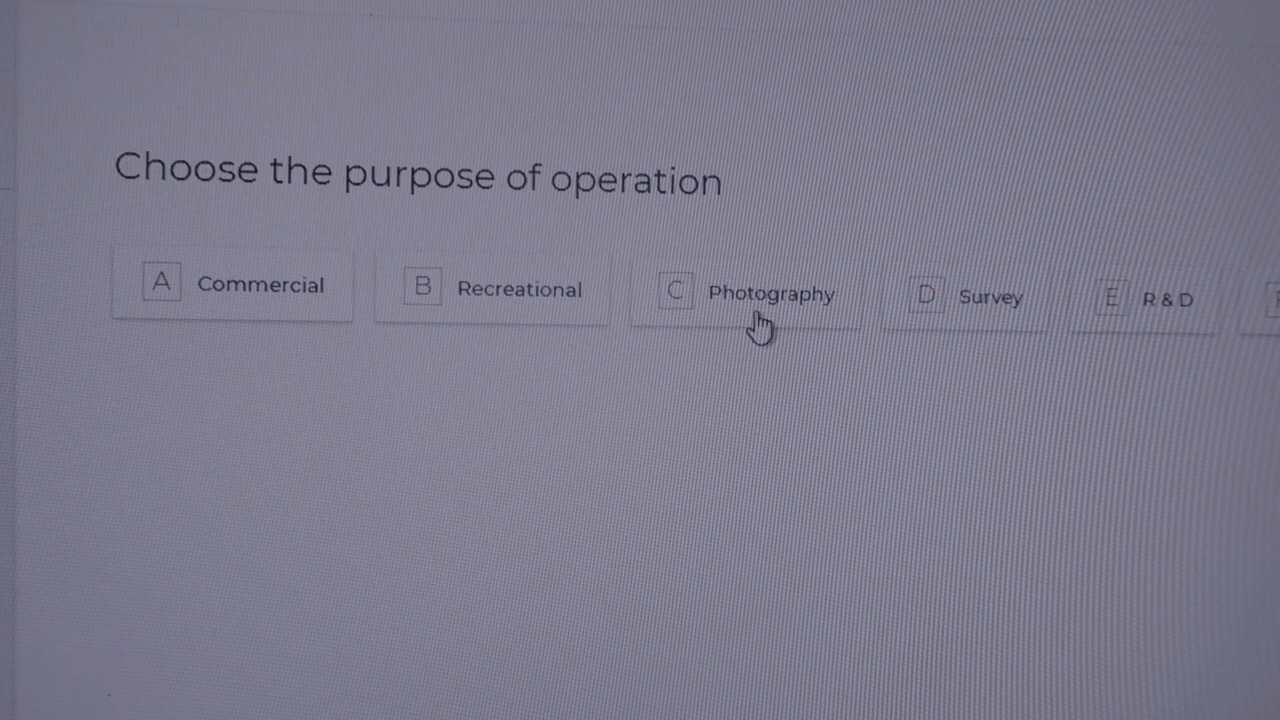 Choose the purpose of operation
A Commercial B Recreational C Photography D Survey E R & D